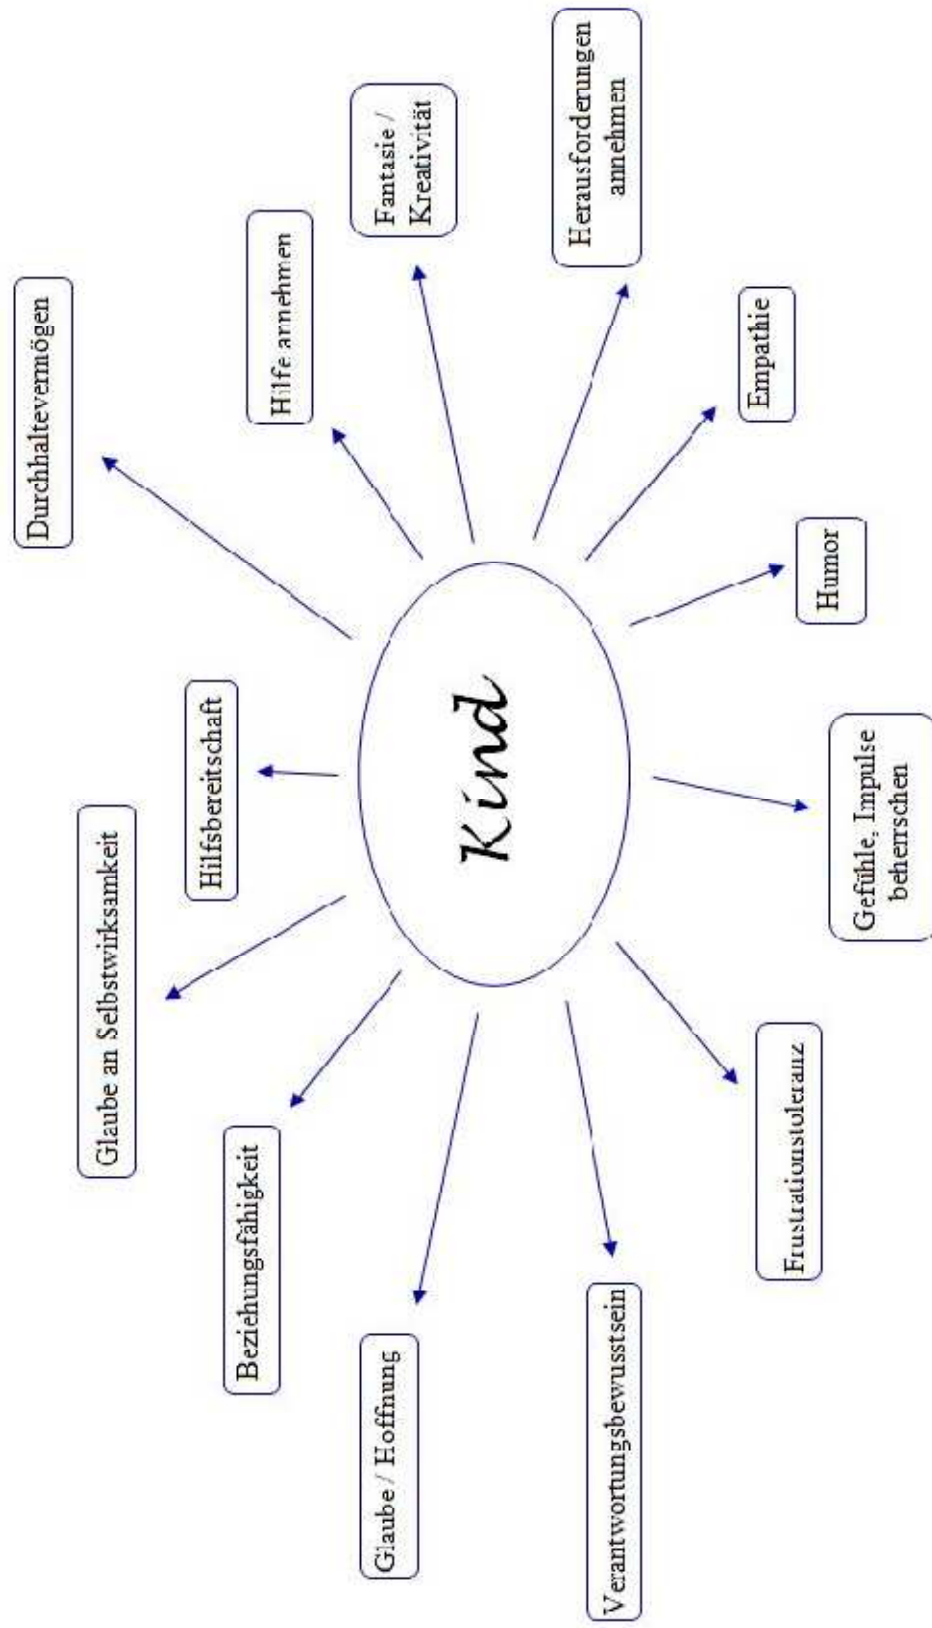 Durchhaltevermögen
Glaube an Selbstwirksamkeit
Hilfsbereitschaft
Beziehungsfähigkeit
Hilfe annehmen
Glaube / Hoffnung
Fantasie /
Kreativität
Kind
Herausforderungen
annehmen
Verantwortungsbewusstsein
Empathie
Frustrationstoleranz
Humor
Gefühle, Impulse
beherrschen